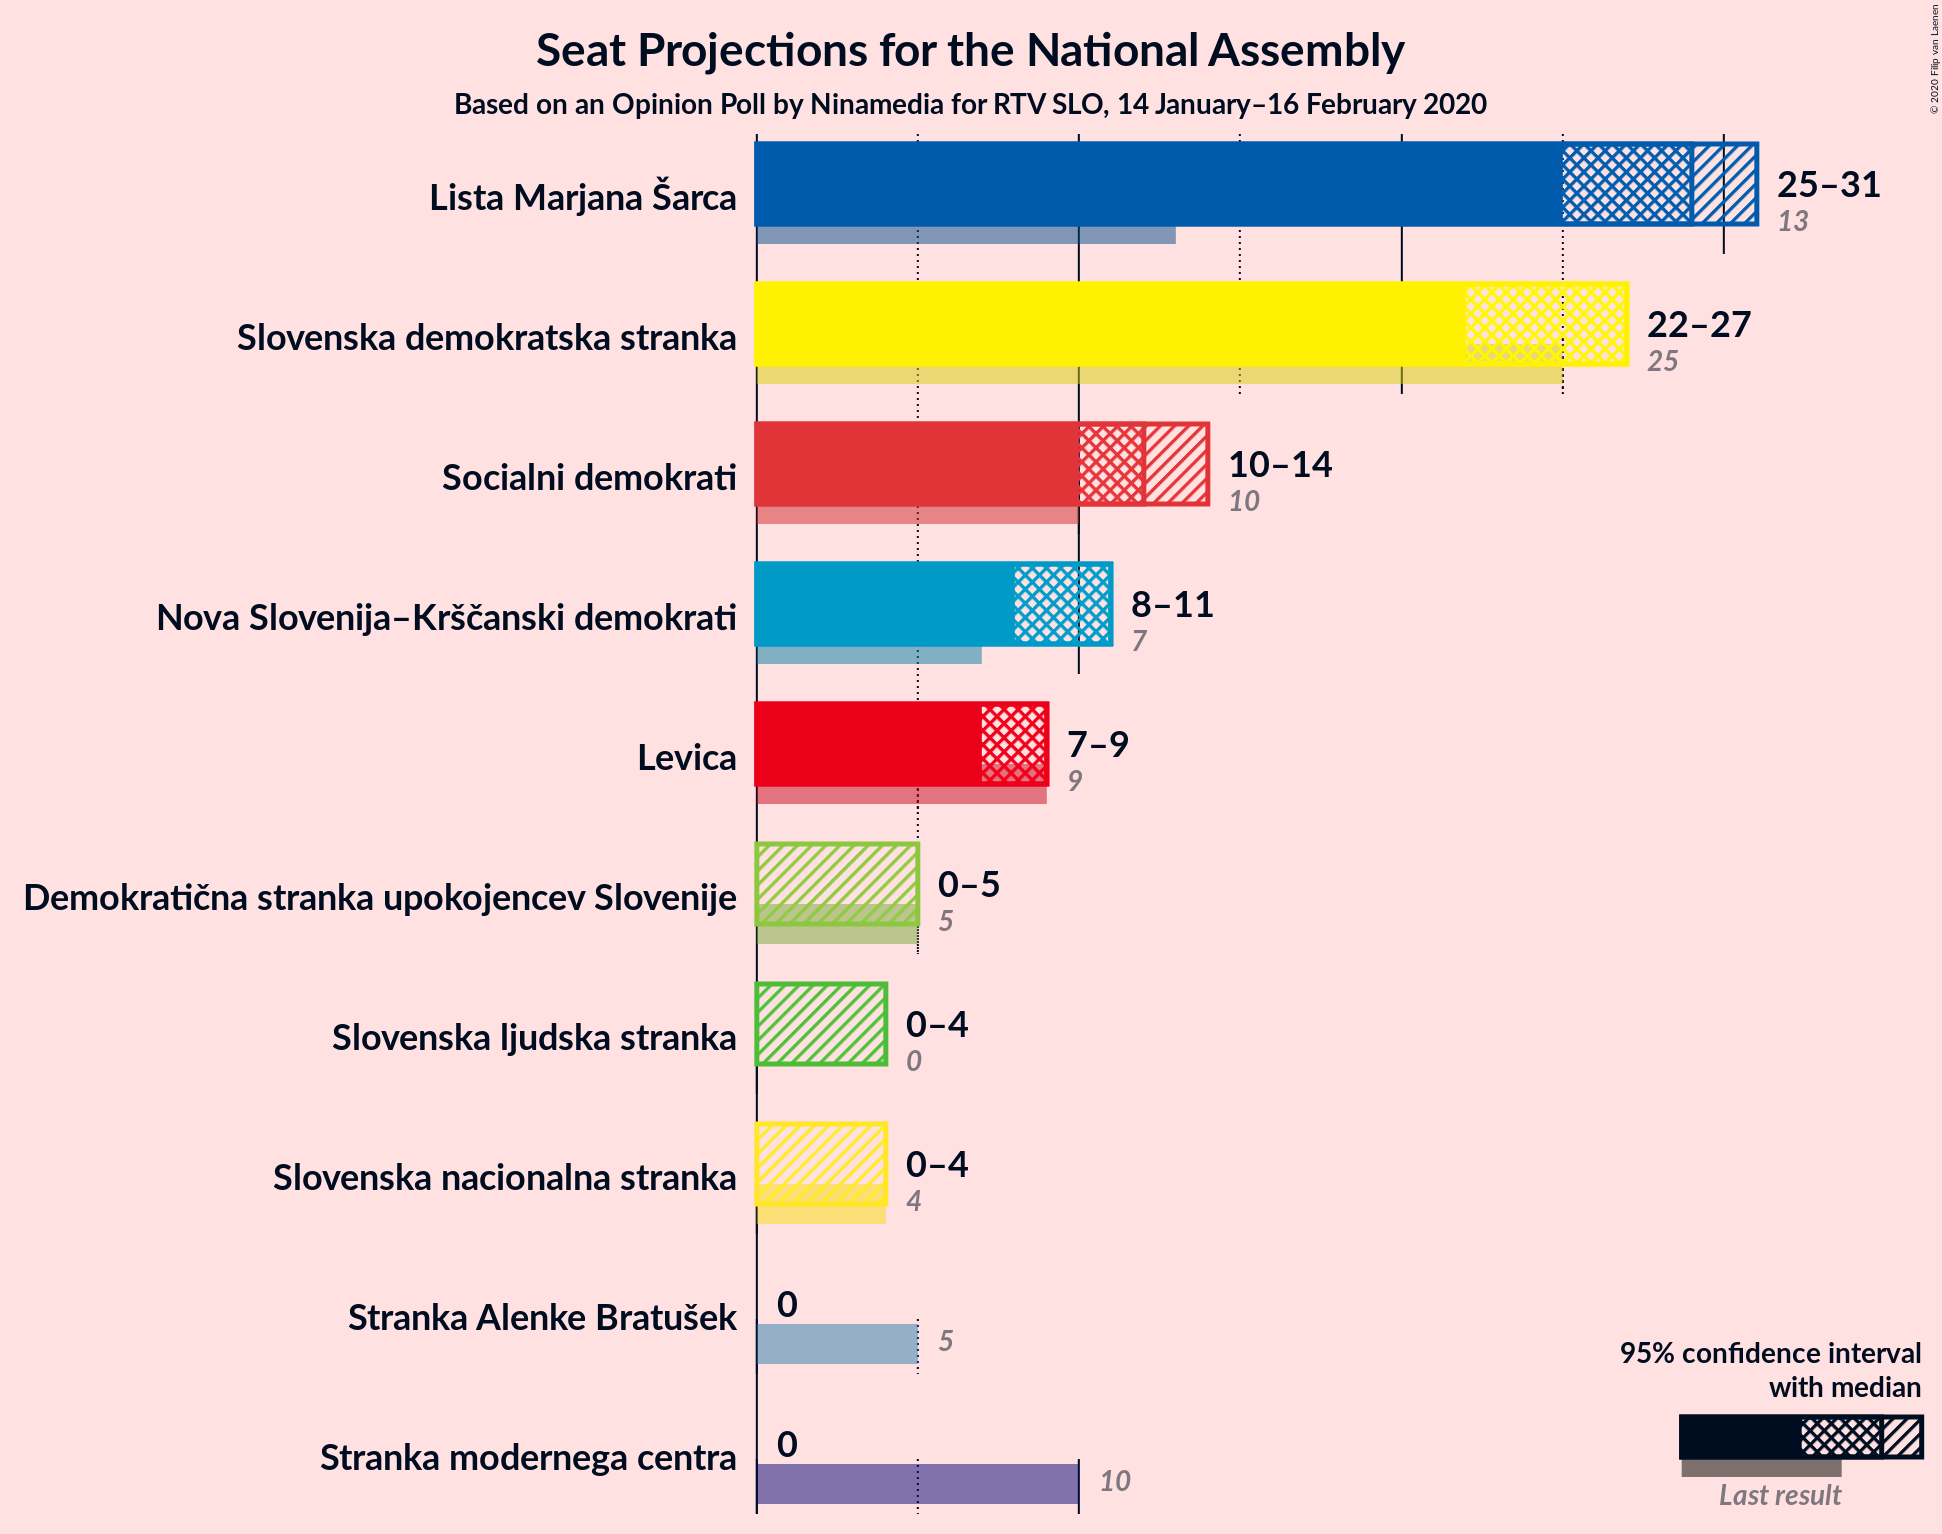 Seat Projections for the National Assembly
Based on an Opinion Poll by Ninamedia for RTV SLO, 14 January–16 February 2020
© 2020 Filip van Laenen
Lista Marjana Šarca
25–31
13
Slovenska demokratska stranka
22–27
25
Socialni demokrati
10–14
10
Nova Slovenija–Krščanski demokrati
8–11
7
Levica
7–9
9
Demokratična stranka upokojencev Slovenije
0–5
5
Slovenska ljudska stranka
0–4
0
Slovenska nacionalna stranka
0–4
4
Stranka Alenke Bratušek
0
5
Stranka modernega centra
0
10
95% confidence interval
with median
Last result